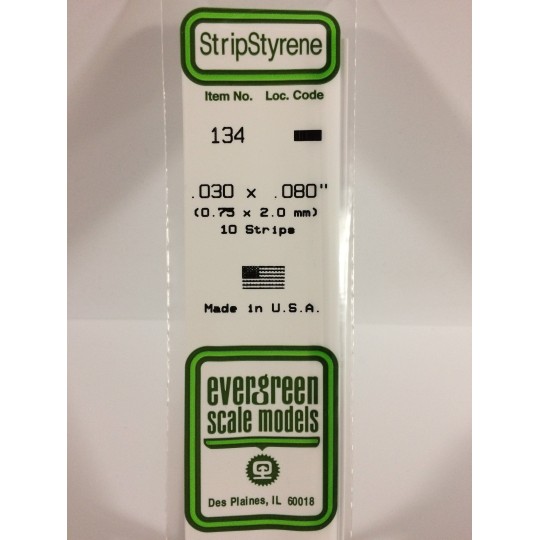 StripStyrene
Item No. Loc. Code
134
.030 x .080"
(0.75 x 2.0 mm)
10 Strips
Made in U.S.A.
evergreen
scale models
Des Plaines, IL 60018